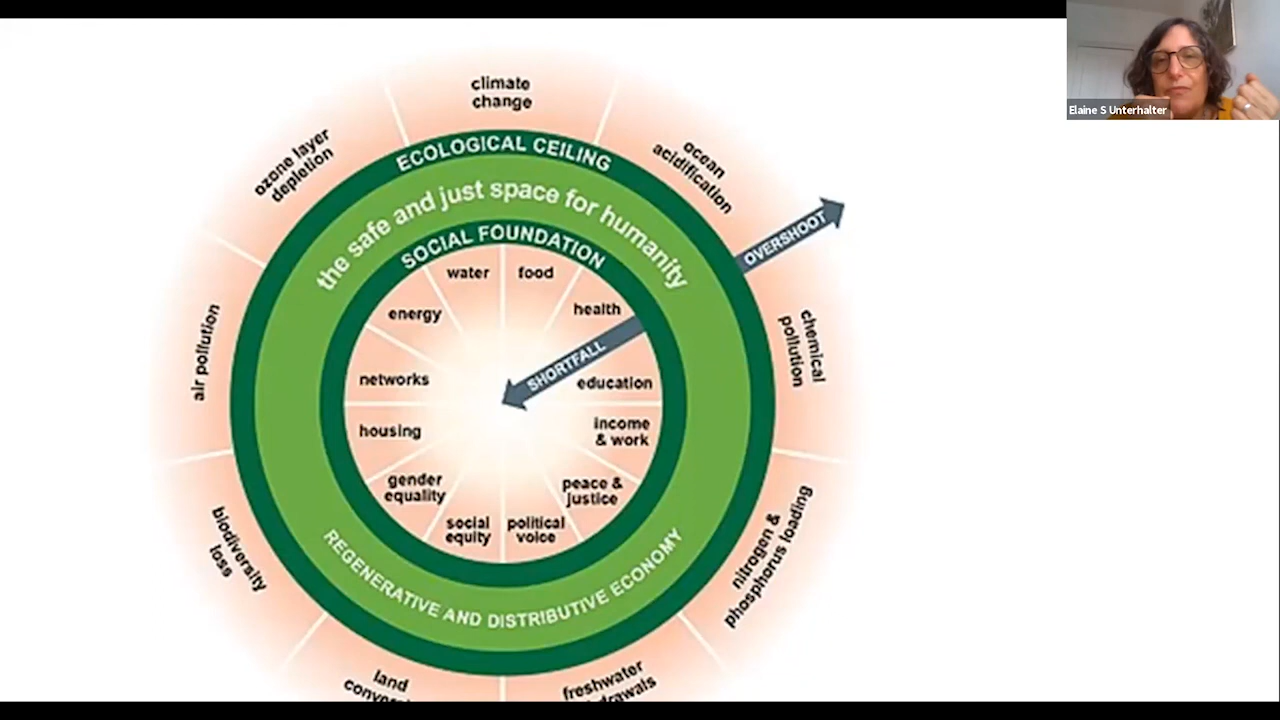 climate
change
ozone layer
depletion
ocean
acidification
ECOLOGICAL CEILING
the safe and just space for humanity
SOCIAL FOUNDATION
OVERSHOOT
water
food
energy
health
SHORTFALL
networks
education
housing
income
& work
gender
equality
peace &
justice
social
equity
political
voice
air pollution
chemical
pollution
biodiversity
loss
nitrogen &
phosphorus loading
REGENERATIVE AND DISTRIBUTIVE ECONOMY
land
freshwater
Elaine S Unterhalter